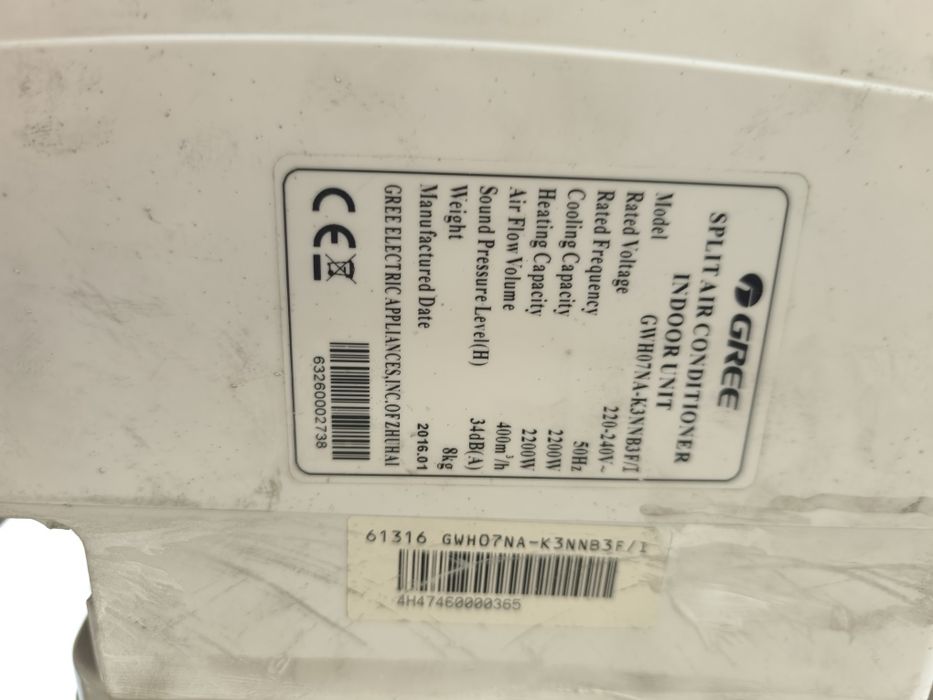 GREE
SPLIT AIR CONDITIONER
INDOOR UNIT
Model GWH07NA-K3NNB3F/I
Rated Voltage 220-240V~
Rated Frequency 50Hz
Cooling Capacity 2200W
Heating Capacity 2200W
Air Flow Volume 400m³/h
Sound Pressure Level(H) 34dB(A)
Weight 8kg
Manufactured Date 2016.01
GREE ELECTRIC APPLIANCES,INC.OF ZHUHAI
CE
63260002738
61316 GWH07NA-K3NNB3F/I
4H47460000365